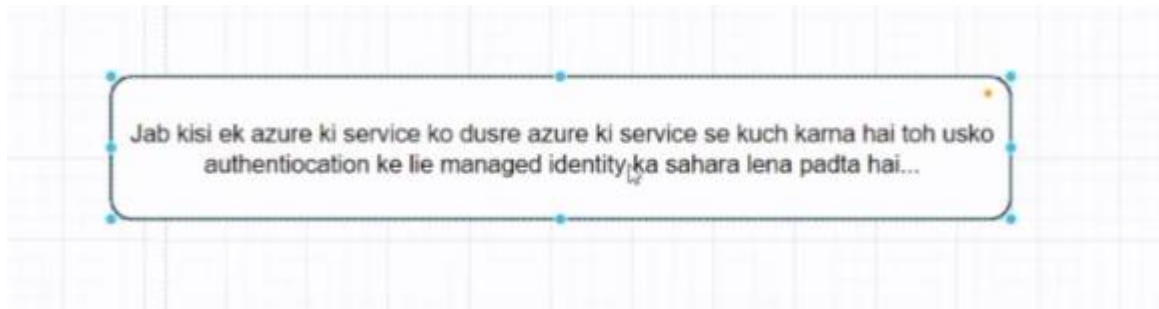 Jab kisi ek azure ki service ko dusre azure ki service se kuch karna hai toh usko
authentiocation ke lie managed identity ka sahara lena padta hai...